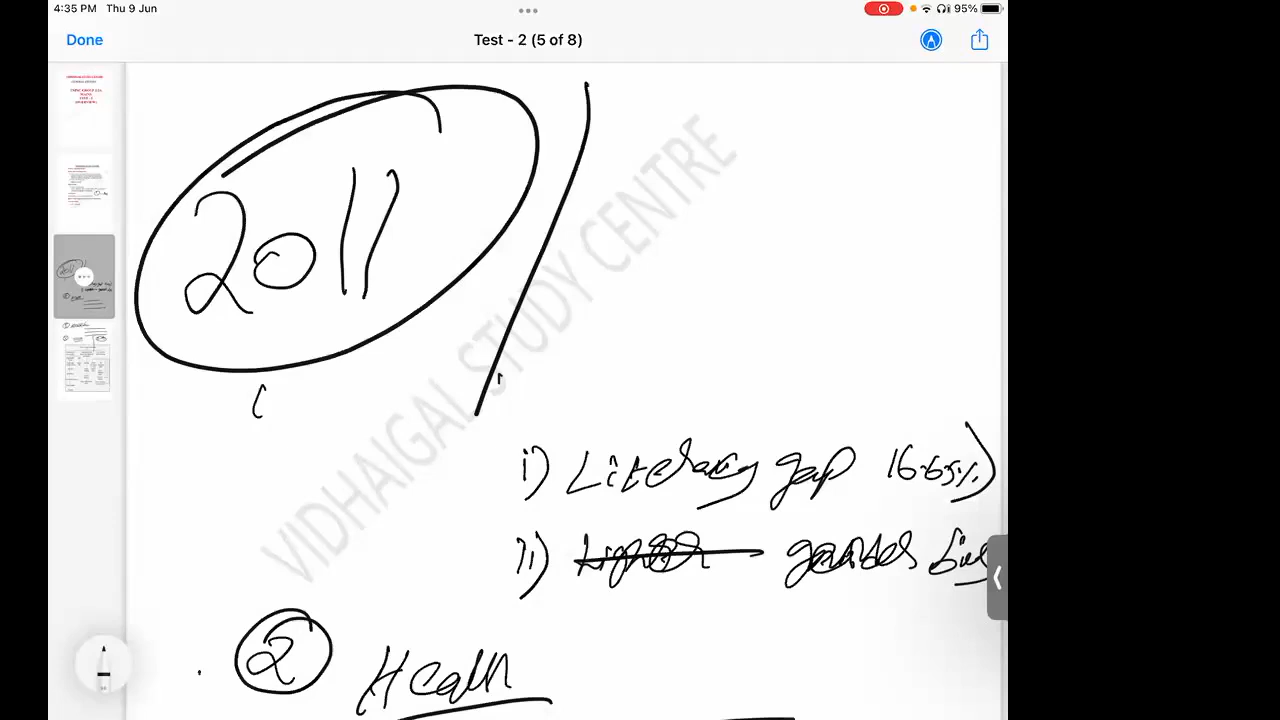 4:35 PM Thu 9 Jun
95%
Done
Test - 2 (5 of 8)
2011
VIDHAIGAL STUDY CENTRE
i) Literacy gap 16.65%)
ii) gender bias
2 Health